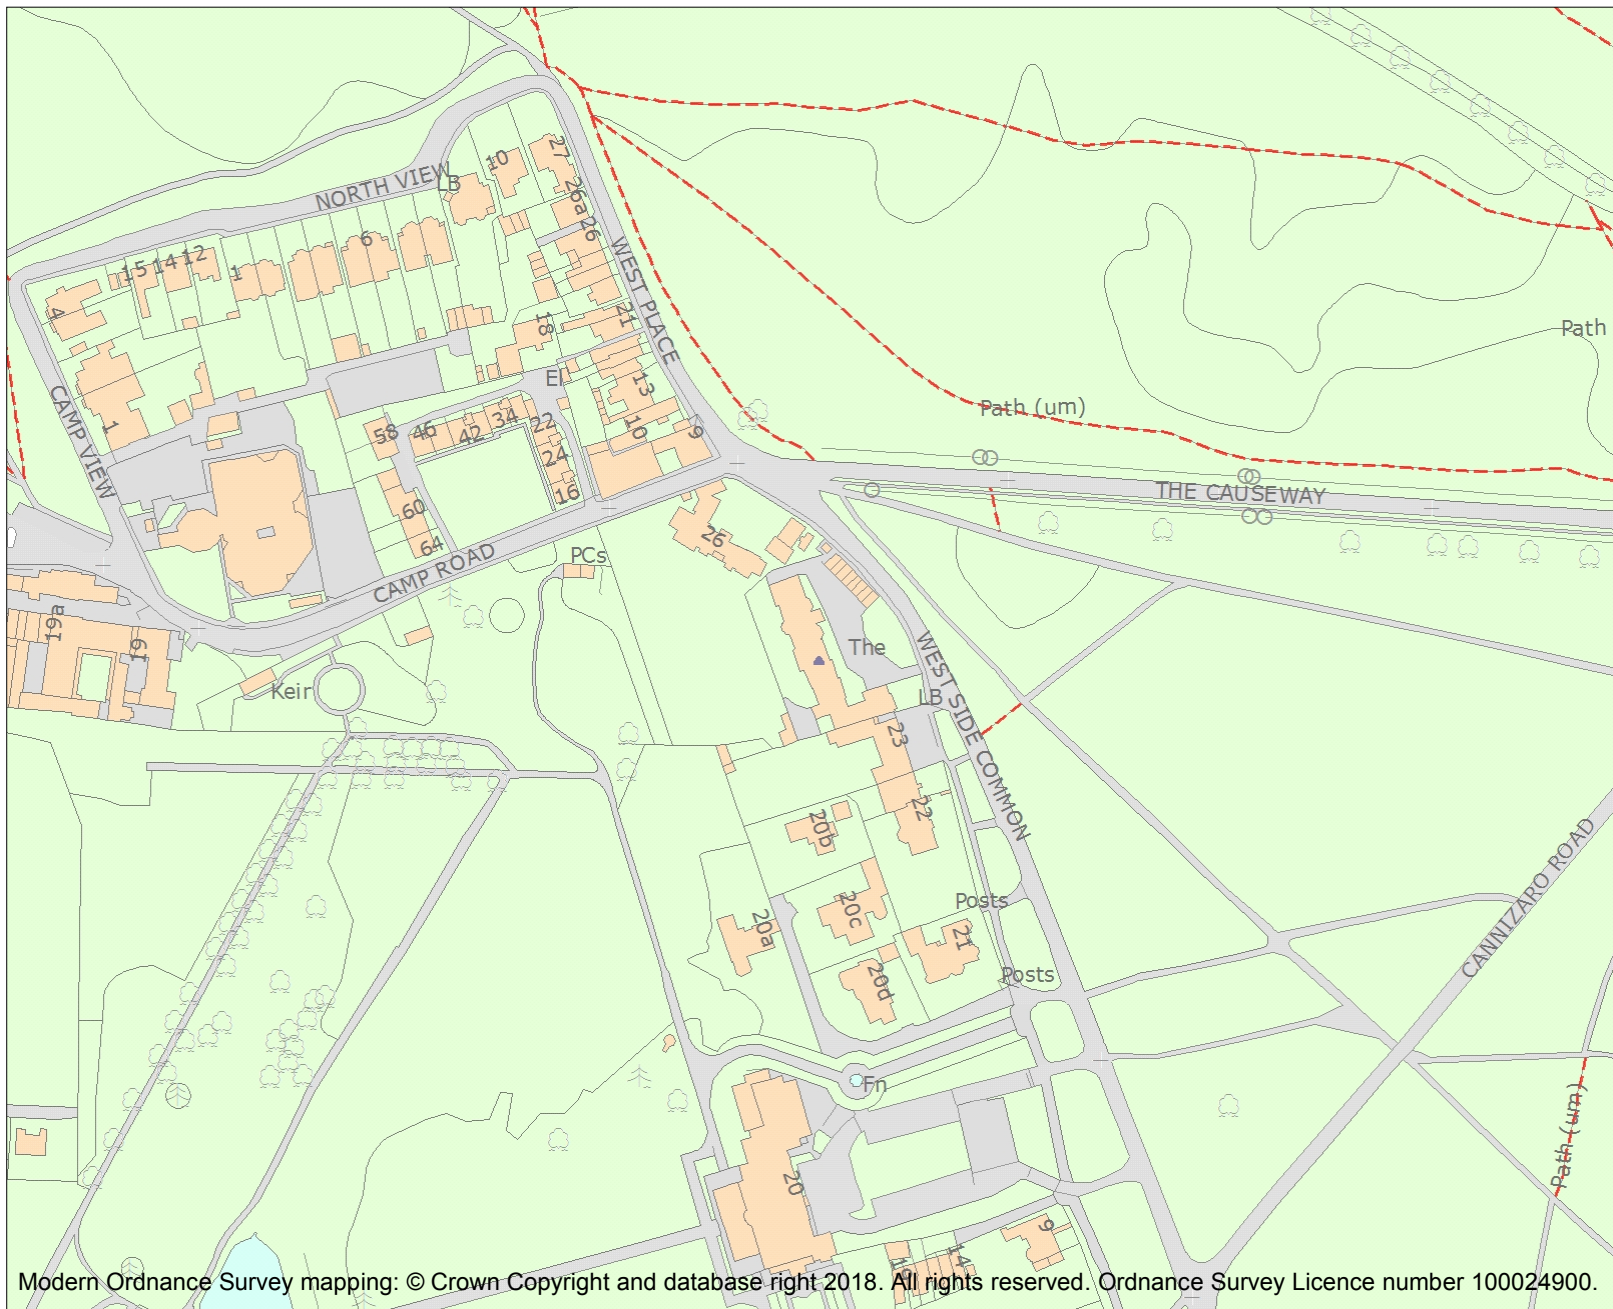 10
27
NORTH VIEW
LB
26a
26
6
15
14
12
1
WEST PLACE
4
21
18
Path
El
13
CAMP VIEW
Path (um)
1
58
46
42
34
22
10
9
24
THE CAUSEWAY
16
60
26
64
PCs
CAMP ROAD
19a
19
The
WEST SIDE COMMON
Keir
LB
23
22
20b
CANNIZARO ROAD
Posts
20c
20a
21
Posts
20d
Fn
Path (um)
20
9
14
19
Modern Ordnance Survey mapping: © Crown Copyright and database right 2018. All rights reserved. Ordnance Survey Licence number 100024900.